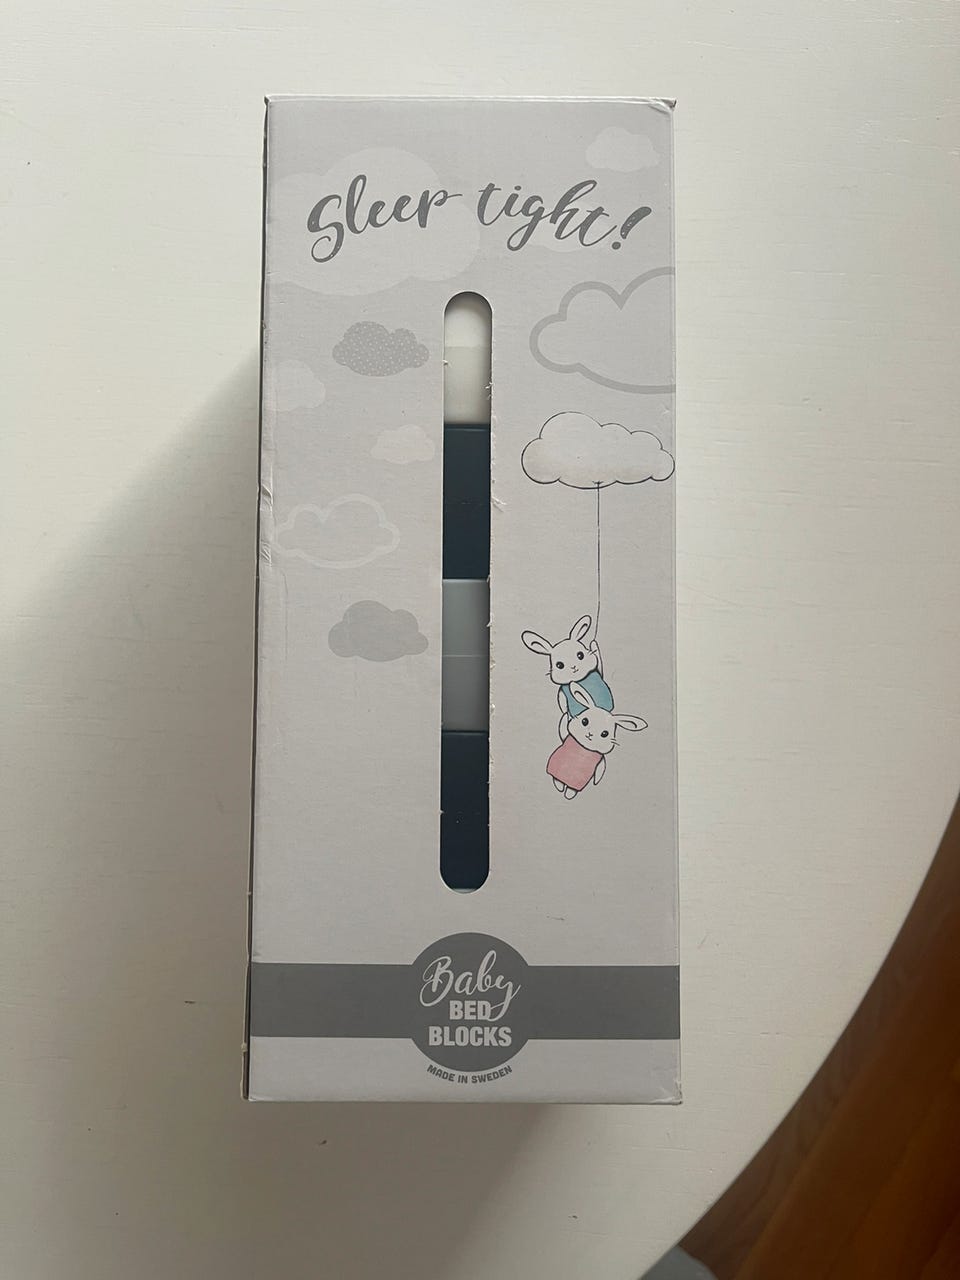 Sleep tight!
Baby
BED
BLOCKS
MADE IN SWEDEN